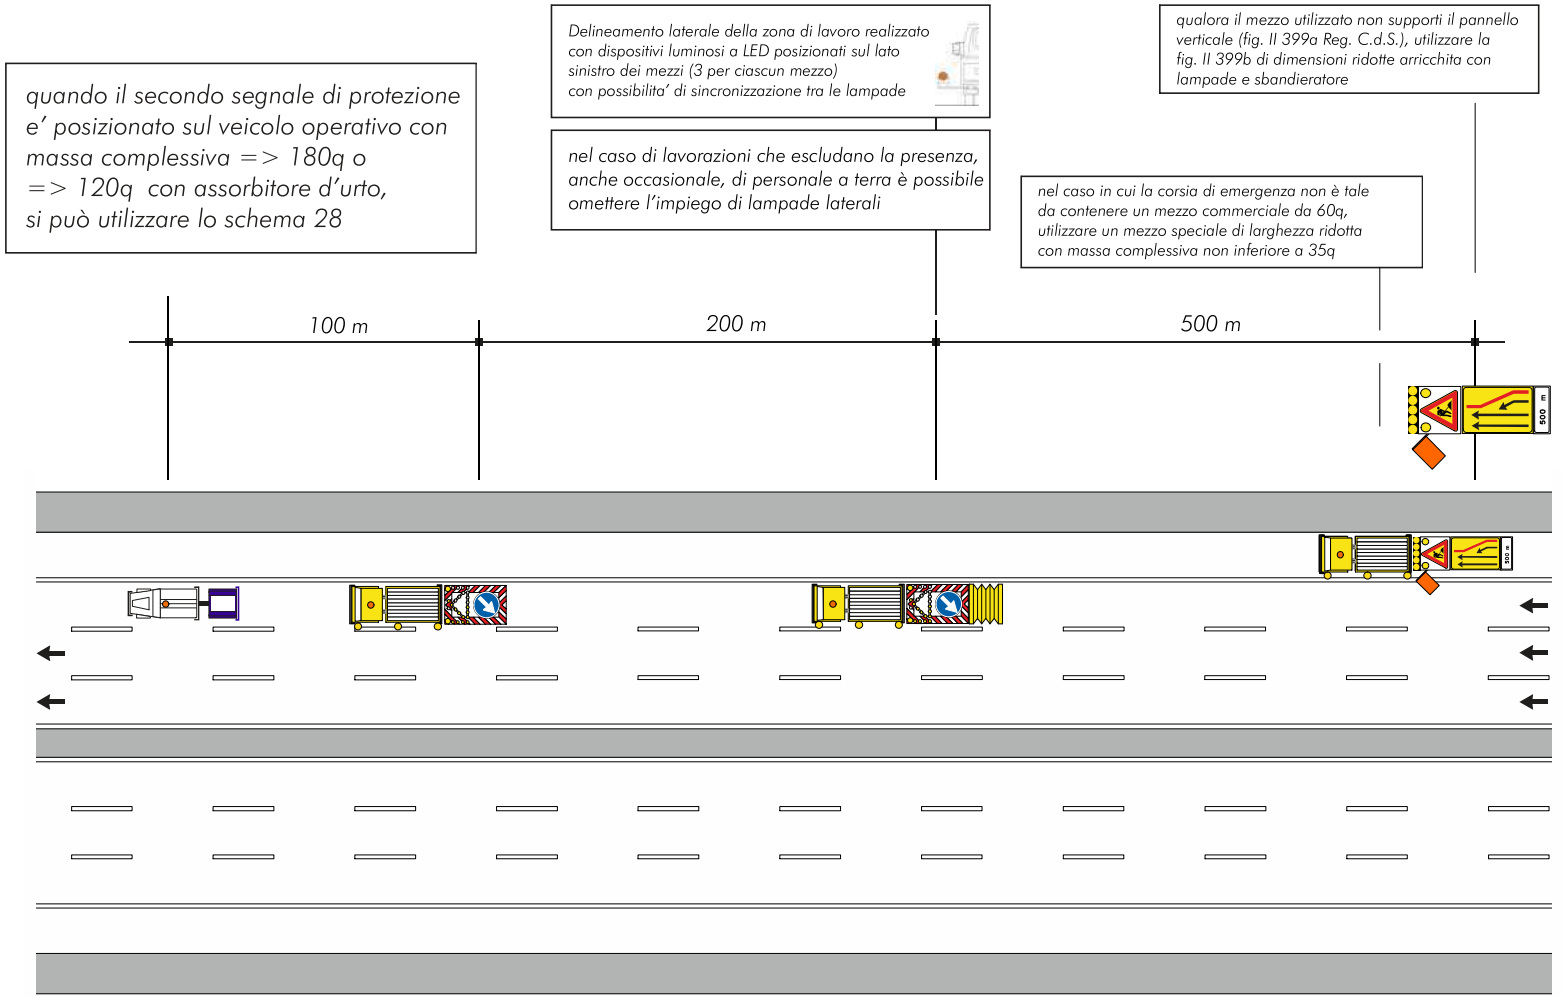 Delineamento laterale della zona di lavoro realizzato
con dispositivi luminosi a LED posizionati sul lato
sinistro dei mezzi (3 per ciascun mezzo)
con possibilita' di sincronizzazione tra le lampade
qualora il mezzo utilizzato non supporti il pannello
verticale (fig. II 399a Reg. C.d.S.), utilizzare la
fig. II 399b di dimensioni ridotte arricchita con
lampade e sbandieratore
quando il secondo segnale di protezione
e' posizionato sul veicolo operativo con
massa complessiva => 180q o
=> 120q con assorbitore d'urto,
si può utilizzare lo schema 28
nel caso di lavorazioni che escludano la presenza,
anche occasionale, di personale a terra è possibile
omettere l'impiego di lampade laterali
nel caso in cui la corsia di emergenza non è tale
da contenere un mezzo commerciale da 60q,
utilizzare un mezzo speciale di larghezza ridotta
con massa complessiva non inferiore a 35q
100 m
200 m
500 m
500 m
500 m